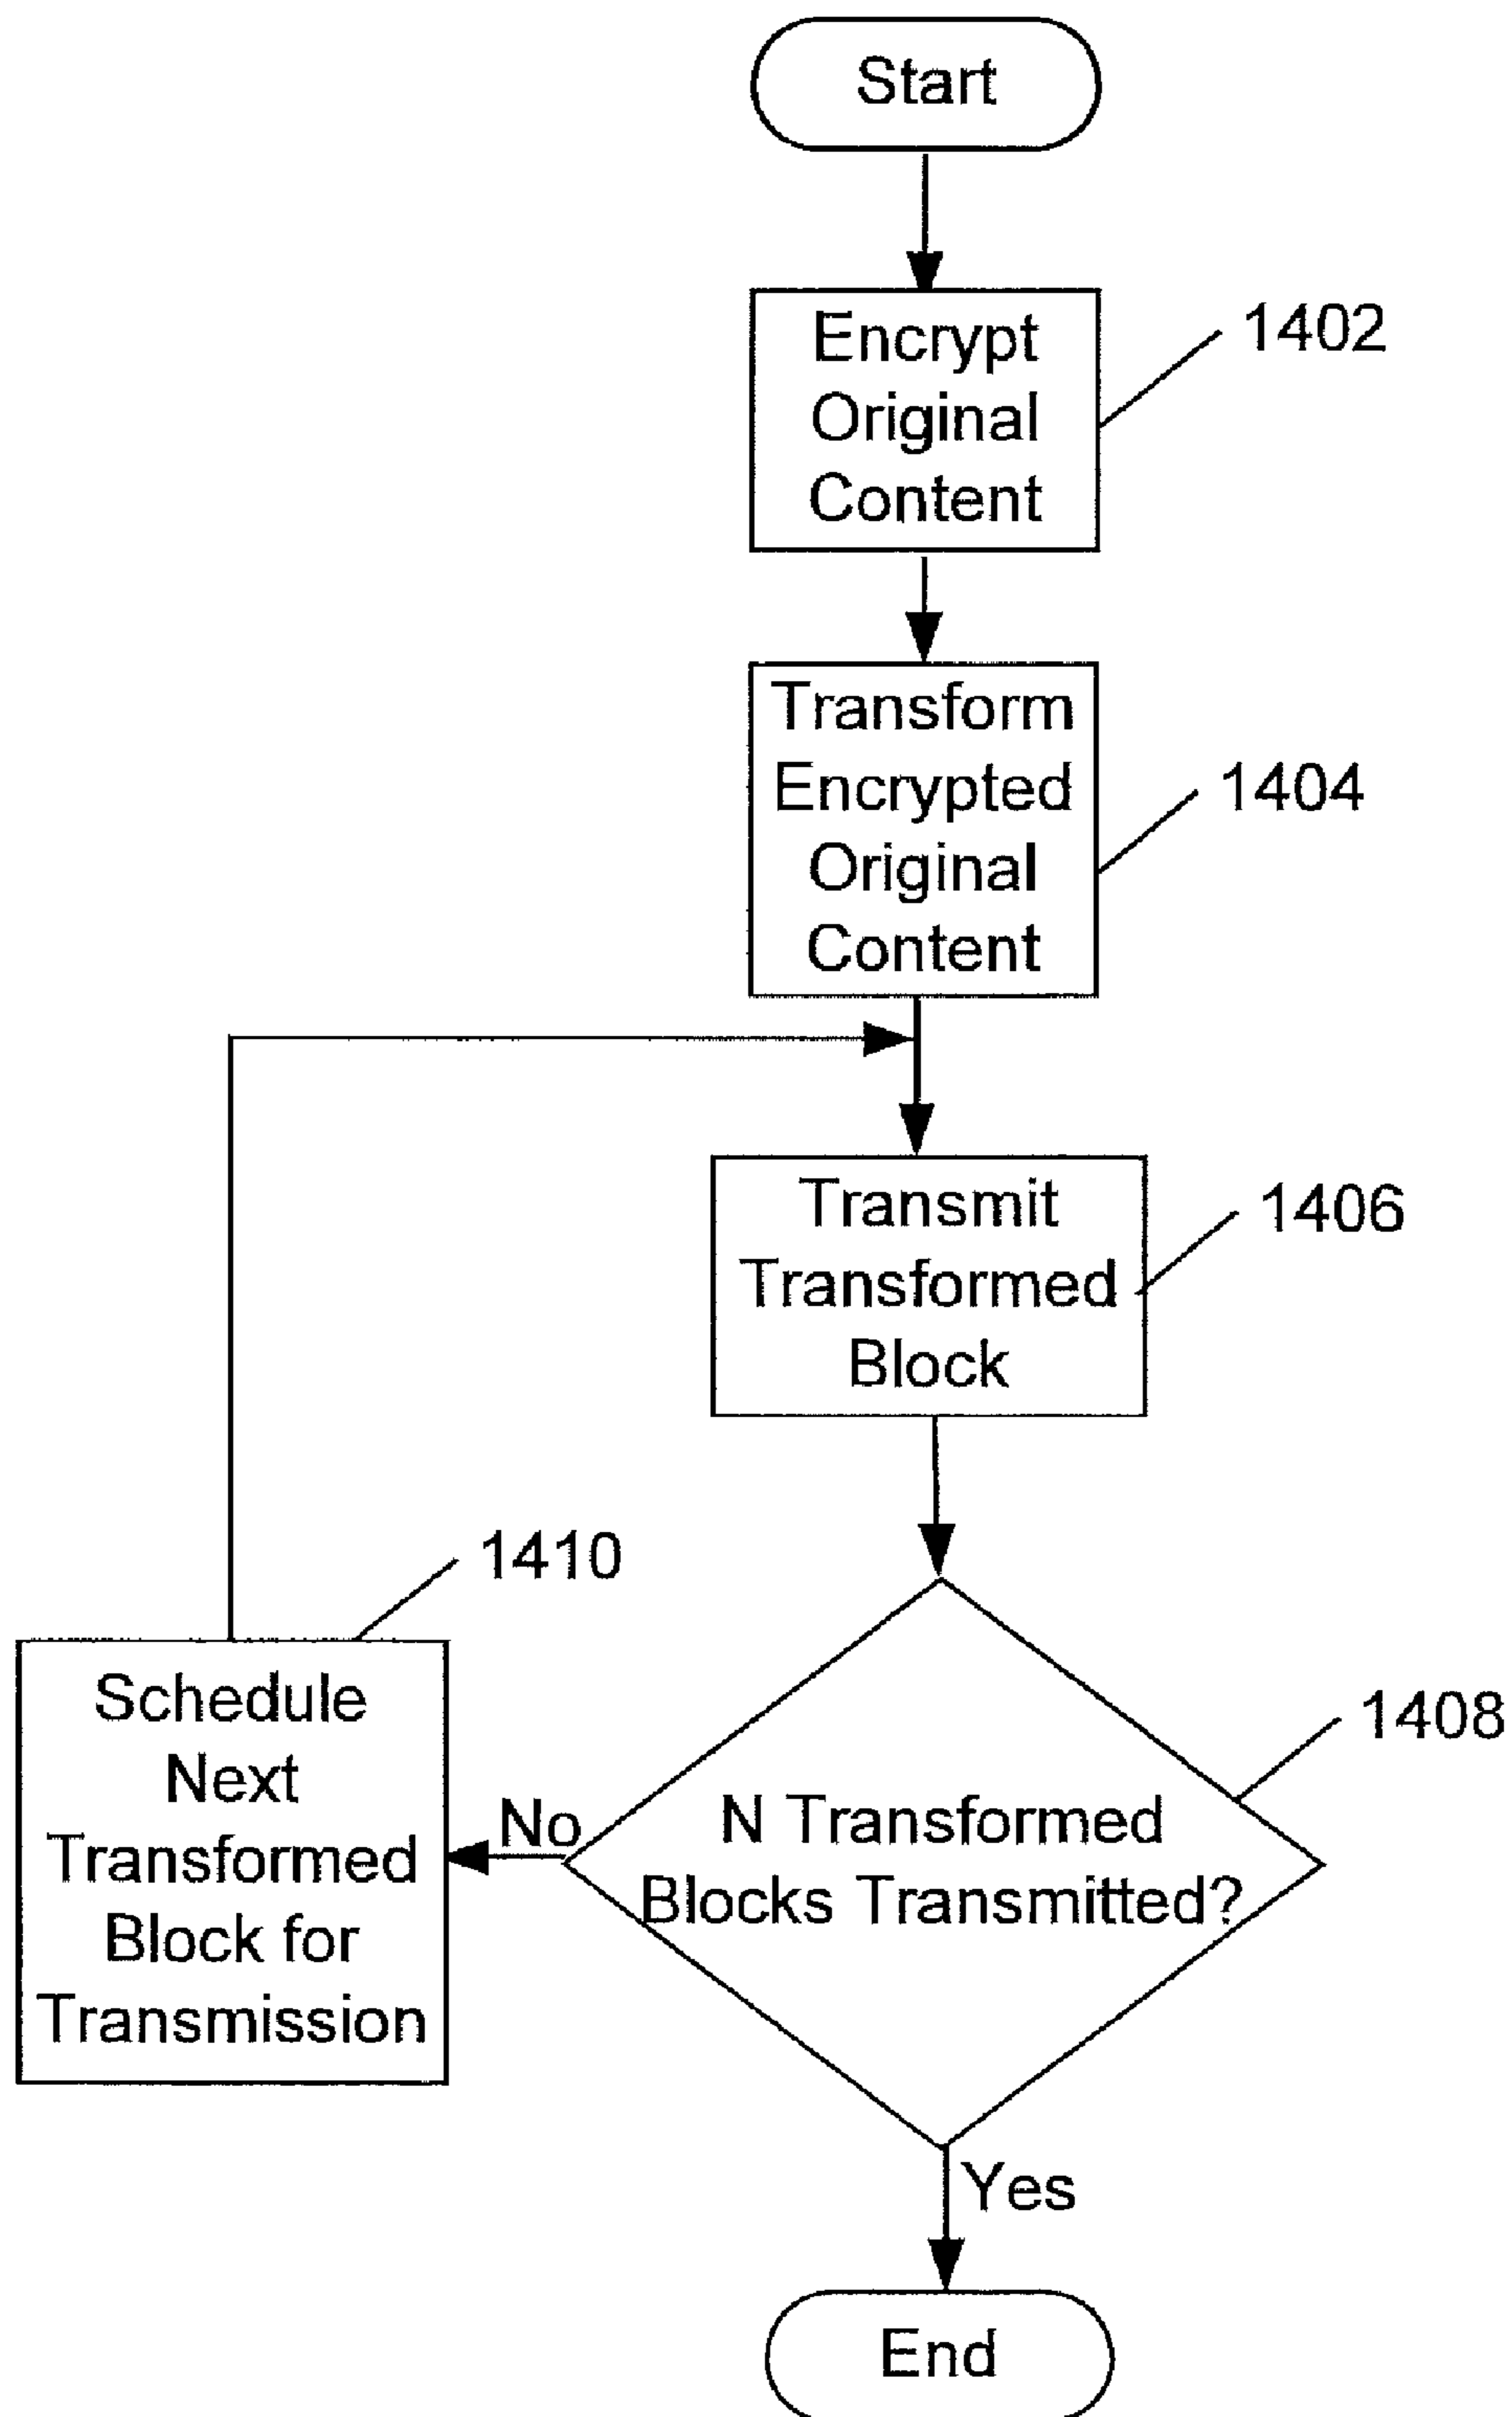 Start
Encrypt
Original
Content
1402
Transform
Encrypted
Original
Content
1404
Transmit
Transformed
Block
1406
1410
Schedule
Next
Transformed
Block for
Transmission
No
N Transformed
Blocks Transmitted?
1408
Yes
End